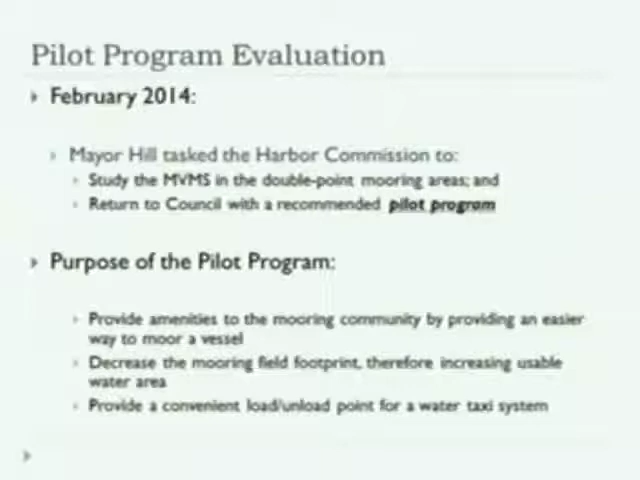 Pilot Program Evaluation
February 2014:
Mayor Hill tasked the Harbor Commission to:
Study the MVMS in the double-point mooring areas; and
Return to Council with a recommended pilot program
Purpose of the Pilot Program:
Provide amenities to the mooring community by providing an easier
way to moor a vessel
Decrease the mooring field footprint, therefore increasing usable
water area
Provide a convenient load/unload point for a water taxi system